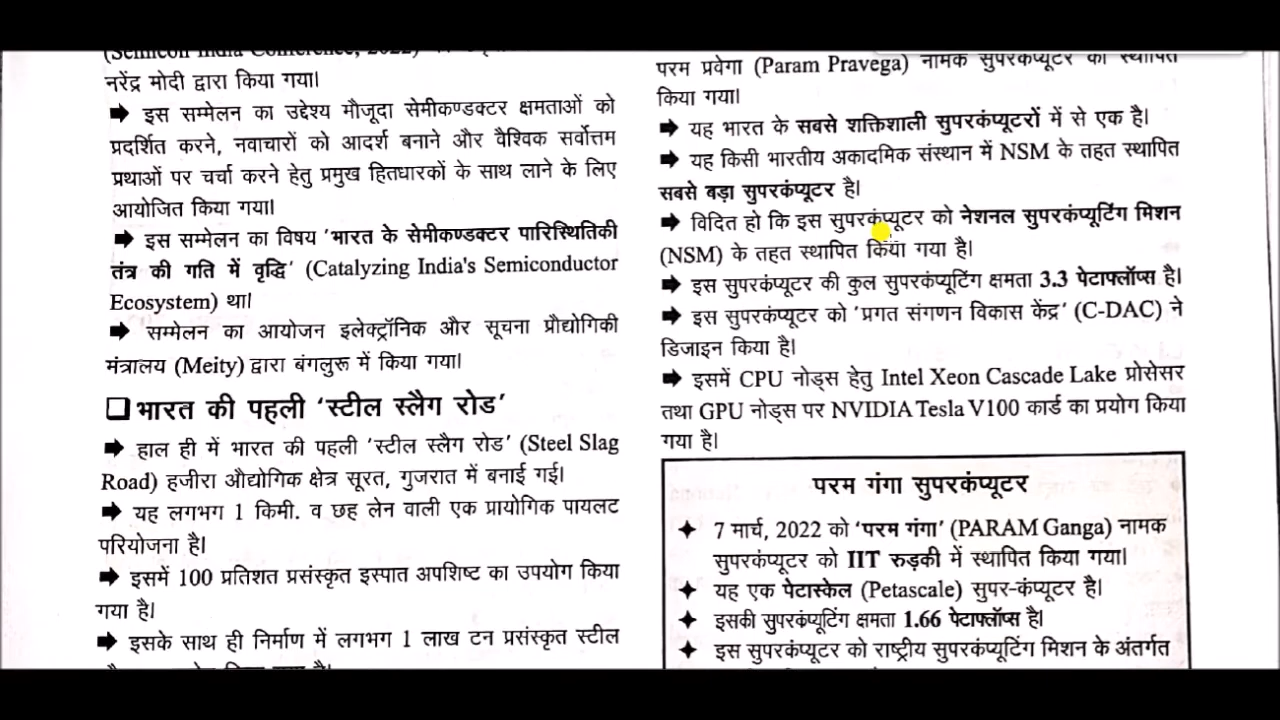 (Semicon India Conference, 2022)
नरेंद्र मोदी द्वारा किया गया।
➡ इस सम्मेलन का उद्देश्य मौजूदा सेमीकण्डक्टर क्षमताओं को
प्रदर्शित करने, नवाचारों को आदर्श बनाने और वैश्विक सर्वोत्तम
प्रथाओं पर चर्चा करने हेतु प्रमुख हितधारकों के साथ लाने के लिए
आयोजित किया गया।
➡ इस सम्मेलन का विषय 'भारत के सेमीकण्डक्टर पारिस्थितिकी
तंत्र की गति में वृद्धि' (Catalyzing India's Semiconductor
Ecosystem) था।
➡ सम्मेलन का आयोजन इलेक्ट्रॉनिक और सूचना प्रौद्योगिकी
मंत्रालय (Meity) द्वारा बंगलुरू में किया गया।
❑ भारत की पहली 'स्टील स्लैग रोड'
➡ हाल ही में भारत की पहली 'स्टील स्लैग रोड' (Steel Slag
Road) हजीरा औद्योगिक क्षेत्र सूरत, गुजरात में बनाई गई।
➡ यह लगभग 1 किमी. व छह लेन वाली एक प्रायोगिक पायलट
परियोजना है।
➡ इसमें 100 प्रतिशत प्रसंस्कृत इस्पात अपशिष्ट का उपयोग किया
गया है।
➡ इसके साथ ही निर्माण में लगभग 1 लाख टन प्रसंस्कृत स्टील
परम प्रवेगा (Param Pravega) नामक सुपरकंप्यूटर को स्थापित
किया गया।
➡ यह भारत के सबसे शक्तिशाली सुपरकंप्यूटरों में से एक है।
➡ यह किसी भारतीय अकादमिक संस्थान में NSM के तहत स्थापित
सबसे बड़ा सुपरकंप्यूटर है।
➡ विदित हो कि इस सुपरकंप्यूटर को नेशनल सुपरकंप्यूटिंग मिशन
(NSM) के तहत स्थापित किया गया है।
➡ इस सुपरकंप्यूटर की कुल सुपरकंप्यूटिंग क्षमता 3.3 पेटाफ्लॉप्स है।
➡ इस सुपरकंप्यूटर को 'प्रगत संगणन विकास केंद्र' (C-DAC) ने
डिजाइन किया है।
➡ इसमें CPU नोड्स हेतु Intel Xeon Cascade Lake प्रोसेसर
तथा GPU नोड्स पर NVIDIA Tesla V100 कार्ड का प्रयोग किया
गया है।
परम गंगा सुपरकंप्यूटर
✦ 7 मार्च, 2022 को 'परम गंगा' (PARAM Ganga) नामक
सुपरकंप्यूटर को IIT रुड़की में स्थापित किया गया।
✦ यह एक पेटास्केल (Petascale) सुपर-कंप्यूटर है।
✦ इसकी सुपरकंप्यूटिंग क्षमता 1.66 पेटाफ्लॉप्स है।
✦ इस सुपरकंप्यूटर को राष्ट्रीय सुपरकंप्यूटिंग मिशन के अंतर्गत